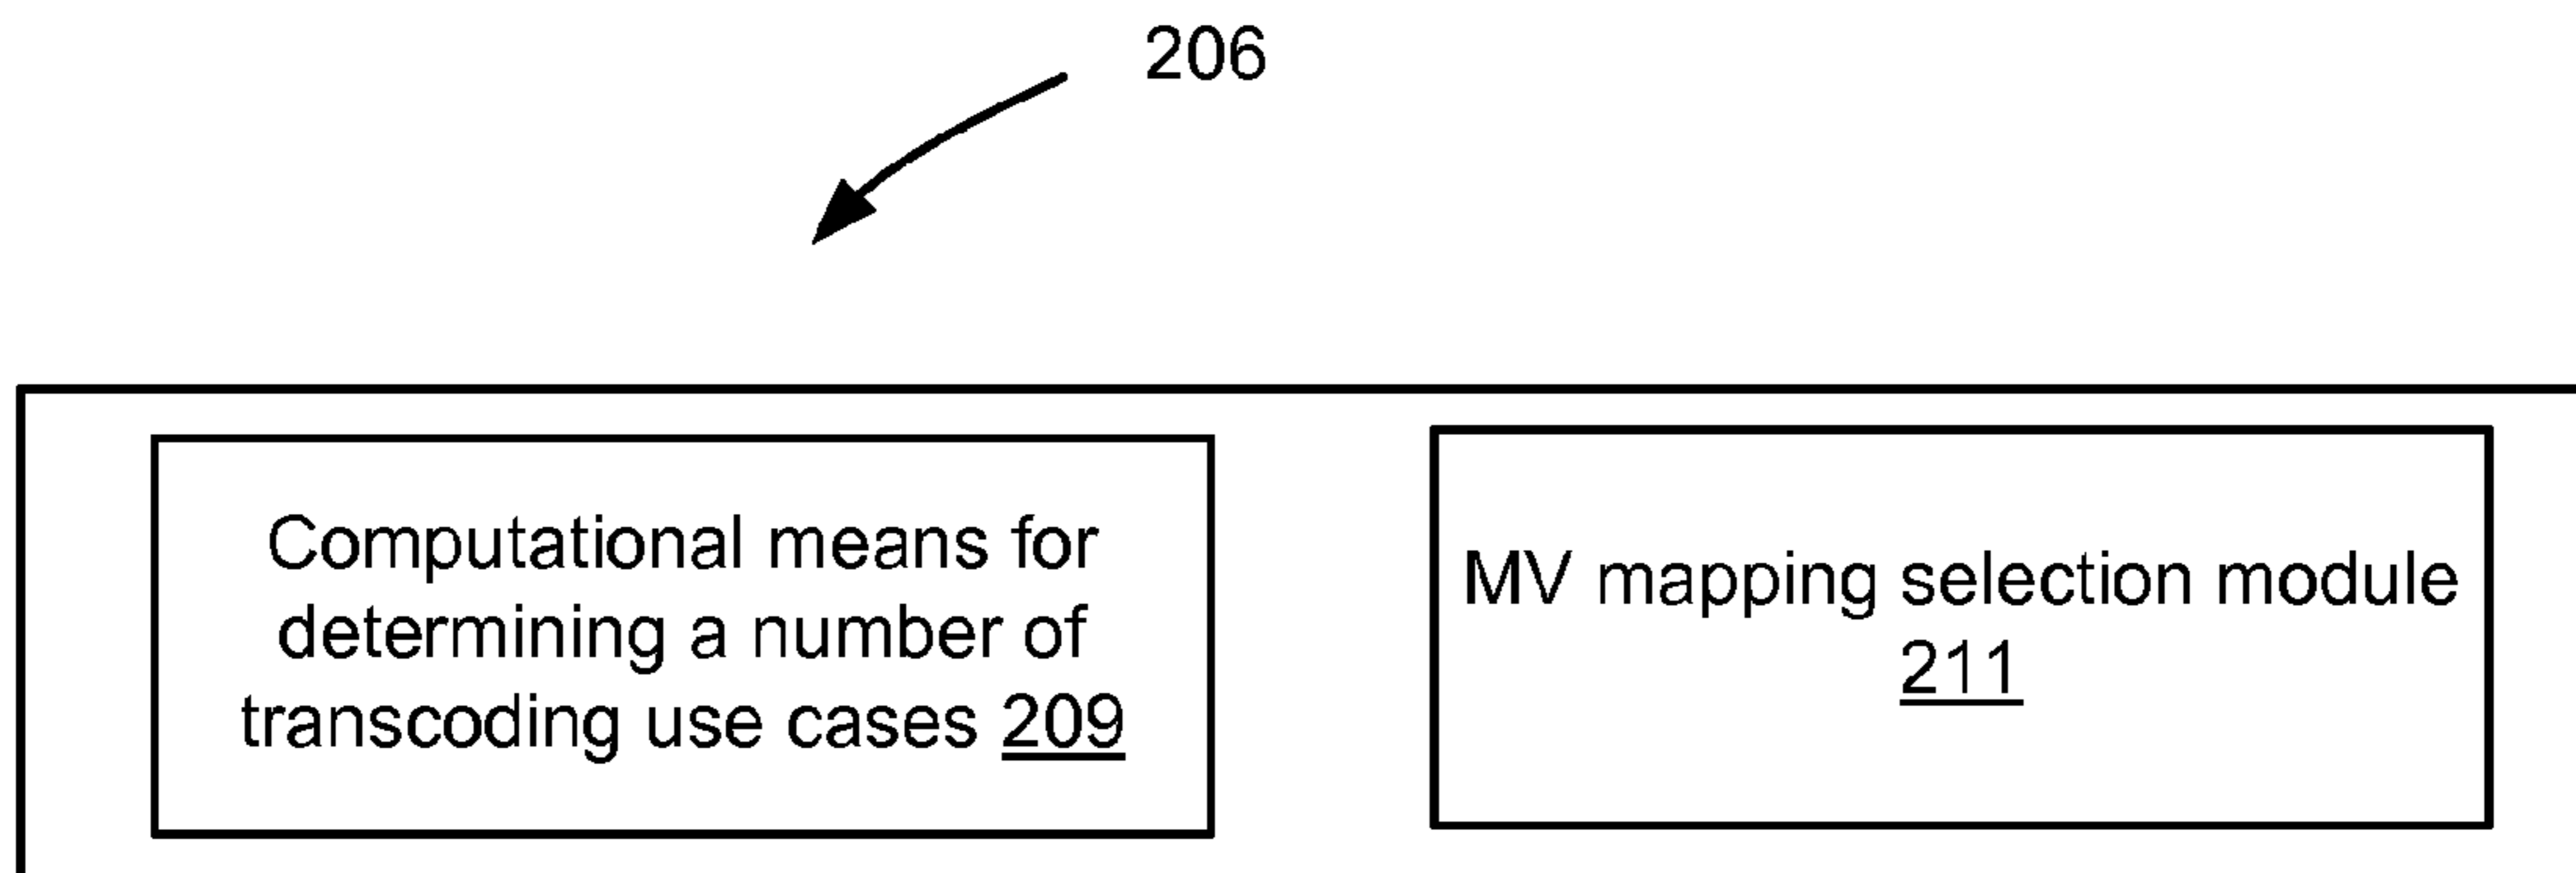 206
Computational means for
determining a number of
transcoding use cases 209
MV mapping selection module
211